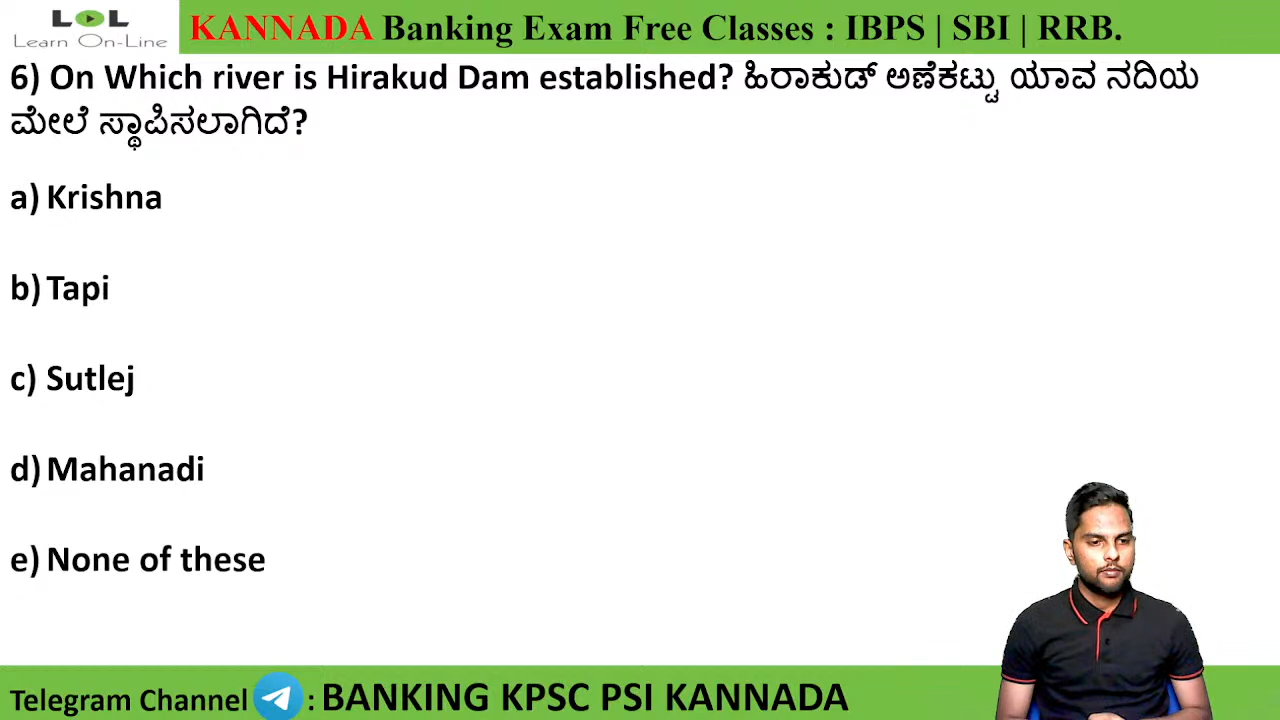 LOL
Learn On-Line
KANNADA Banking Exam Free Classes : IBPS | SBI | RRB.
6) On Which river is Hirakud Dam established? ಹಿರಾಕುಡ್ ಅಣೆಕಟ್ಟು ಯಾವ ನದಿಯ
ಮೇಲೆ ಸ್ಥಾಪಿಸಲಾಗಿದೆ?
a) Krishna
b) Tapi
c) Sutlej
d) Mahanadi
e) None of these
Telegram Channel : BANKING KPSC PSI KANNADA